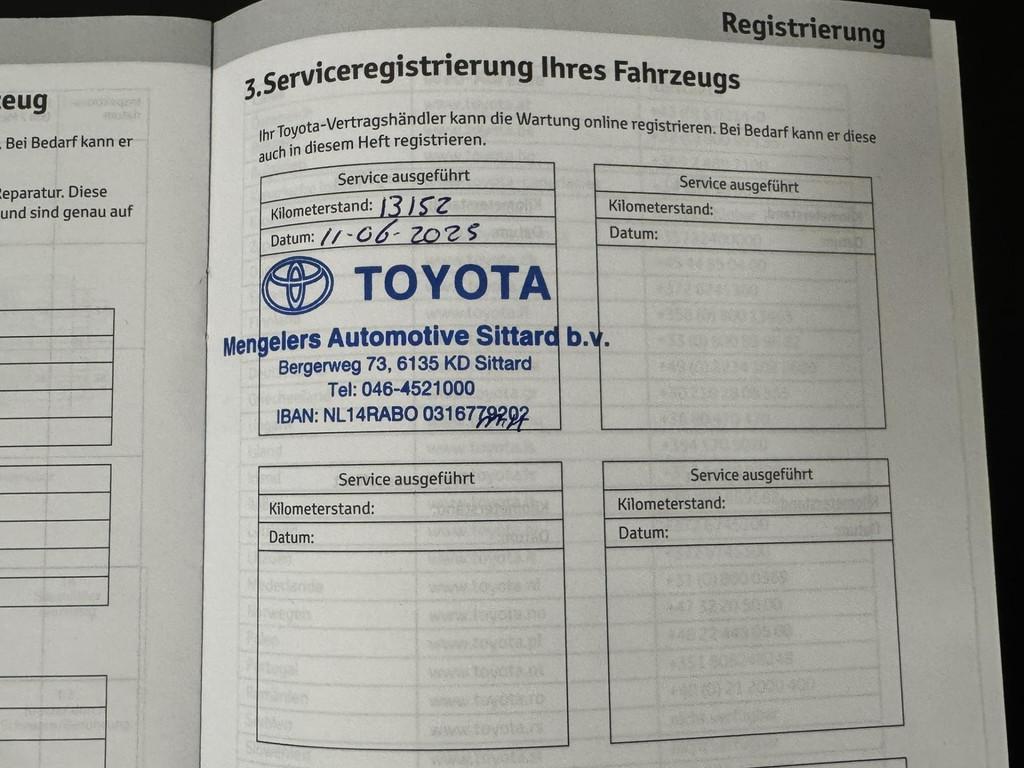 eug
. Bei Bedarf kann er
eparatur. Diese
und sind genau auf
Registrierung
3.Serviceregistrierung Ihres Fahrzeugs
Ihr Toyota-Vertragshändler kann die Wartung online registrieren. Bei Bedarf kann er diese
auch in diesem Heft registrieren.
Service ausgeführt
Kilometerstand: 13152
Datum: 11-06-2025
TOYOTA
Mengelers Automotive Sittard b.v.
Bergerweg 73, 6135 KD Sittard
Tel: 046-4521000
IBAN: NL14RABO 0316779202
Service ausgeführt
Kilometerstand:
Datum:
Service ausgeführt
Kilometerstand:
Datum:
Service ausgeführt
Kilometerstand:
Datum: